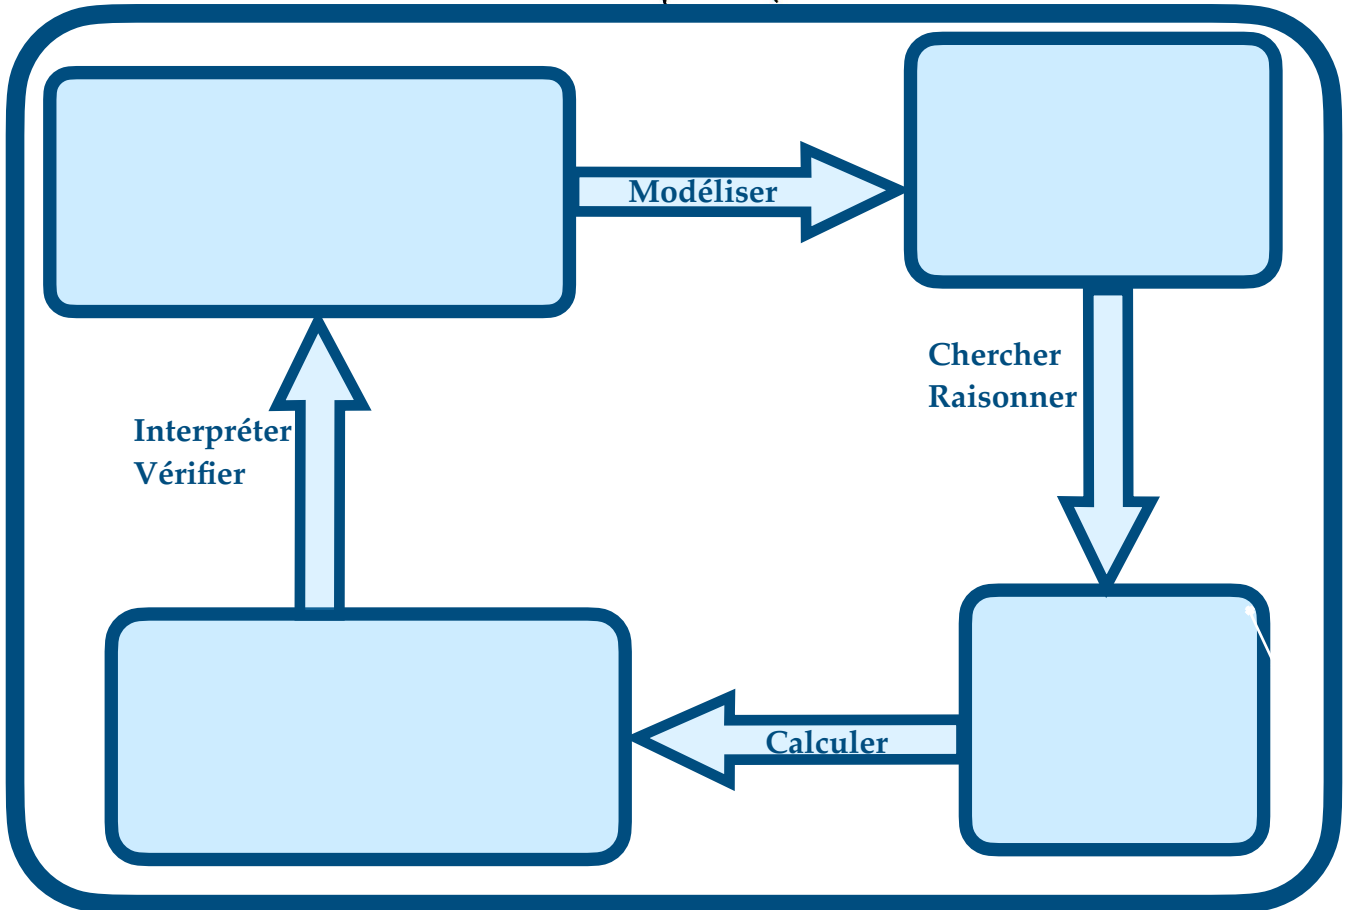 Modéliser
Chercher
Raisonner
Interpréter
Vérifier
Calculer